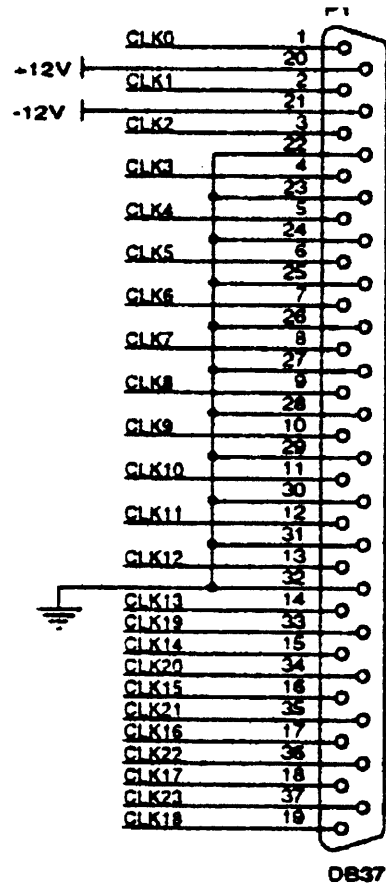 P1
CLK0 1
+12V 20
CLK1 2
-12V 21
CLK2 3
22
CLK3 4
23
CLK4 5
24
CLK5 6
25
CLK6 7
26
CLK7 8
27
CLK8 9
28
CLK9 10
29
CLK10 11
30
CLK11 12
31
CLK12 13
32
CLK13 14
CLK19 33
CLK14 15
CLK20 34
CLK15 16
CLK21 35
CLK16 17
CLK22 36
CLK17 18
CLK23 37
CLK18 19
DB37